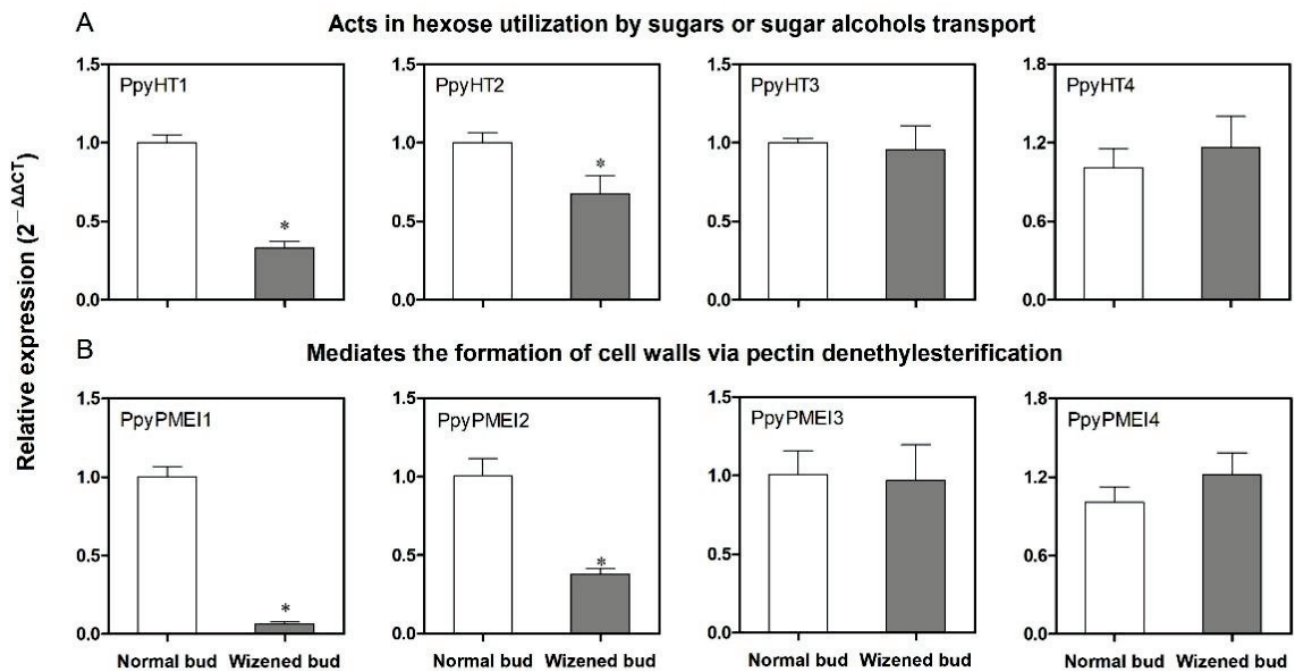 A
Acts in hexose utilization by sugars or sugar alcohols transport
Relative expression (2⁻ΔΔCT)
PpyHT1
1.5
1.0
0.5
0.0
*
PpyHT2
1.5
1.0
0.5
0.0
*
PpyHT3
1.5
1.0
0.5
0.0
PpyHT4
1.8
1.2
0.6
0.0
B
Mediates the formation of cell walls via pectin denethylesterification
PpyPMEI1
1.5
1.0
0.5
0.0
*
Normal bud Wizened bud
PpyPMEI2
1.5
1.0
0.5
0.0
*
Normal bud Wizened bud
PpyPMEI3
1.5
1.0
0.5
0.0
Normal bud Wizened bud
PpyPMEI4
1.8
1.2
0.6
0.0
Normal bud Wizened bud